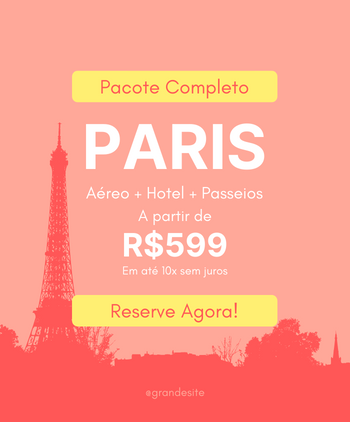 Pacote Completo
PARIS
Aéreo + Hotel + Passeios
A partir de
R$599
Em até 10x sem juros
Reserve Agora!
@grandesite